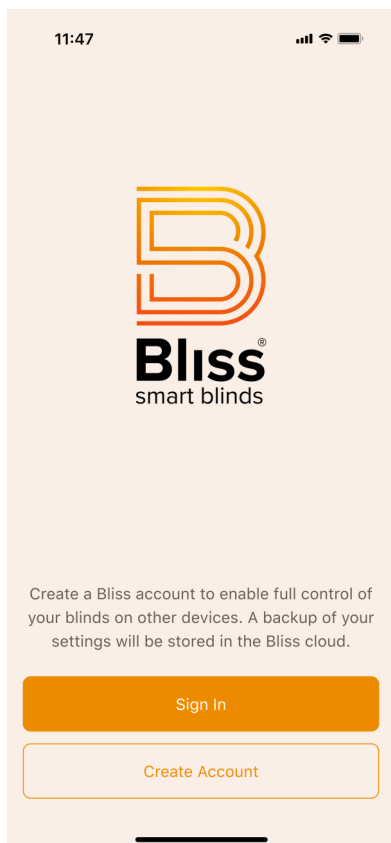 11:47
Bliss®
smart blinds
Create a Bliss account to enable full control of
your blinds on other devices. A backup of your
settings will be stored in the Bliss cloud.
Sign In
Create Account